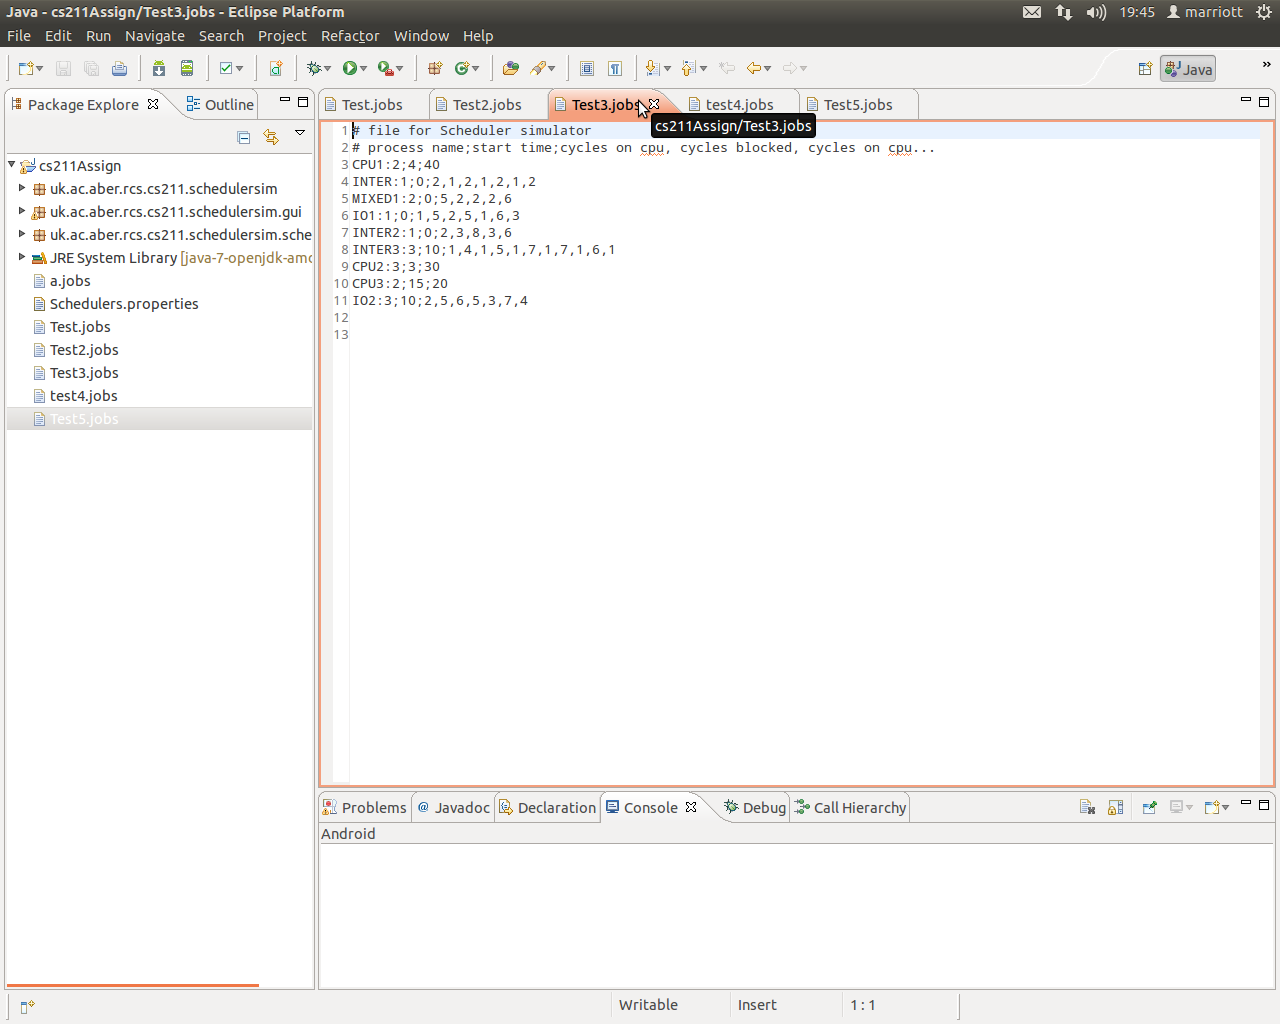 Java - cs211Assign/Test3.jobs - Eclipse Platform
19:45 marriott
File Edit Run Navigate Search Project Refactor Window Help
Java »
Package Explore Outline
Test.jobs Test2.jobs Test3.jobs test4.jobs Test5.jobs
cs211Assign/Test3.jobs
cs211Assign
uk.ac.aber.rcs.cs211.schedulersim
uk.ac.aber.rcs.cs211.schedulersim.gui
uk.ac.aber.rcs.cs211.schedulersim.sche
JRE System Library [java-7-openjdk-amd
a.jobs
Schedulers.properties
Test.jobs
Test2.jobs
Test3.jobs
test4.jobs
Test5.jobs
1 # file for Scheduler simulator
2 # process name;start time;cycles on cpu, cycles blocked, cycles on cpu...
3 CPU1:2;4;40
4 INTER:1;0;2,1,2,1,2,1,2
5 MIXED1:2;0;5,2,2,2,6
6 IO1:1;0;1,5,2,5,1,6,3
7 INTER2:1;0;2,3,8,3,6
8 INTER3:3;10;1,4,1,5,1,7,1,7,1,6,1
9 CPU2:3;3;30
10 CPU3:2;15;20
11 IO2:3;10;2,5,6,5,3,7,4
12
13
Problems @ Javadoc Declaration Console Debug Call Hierarchy
Android
Writable Insert 1 : 1